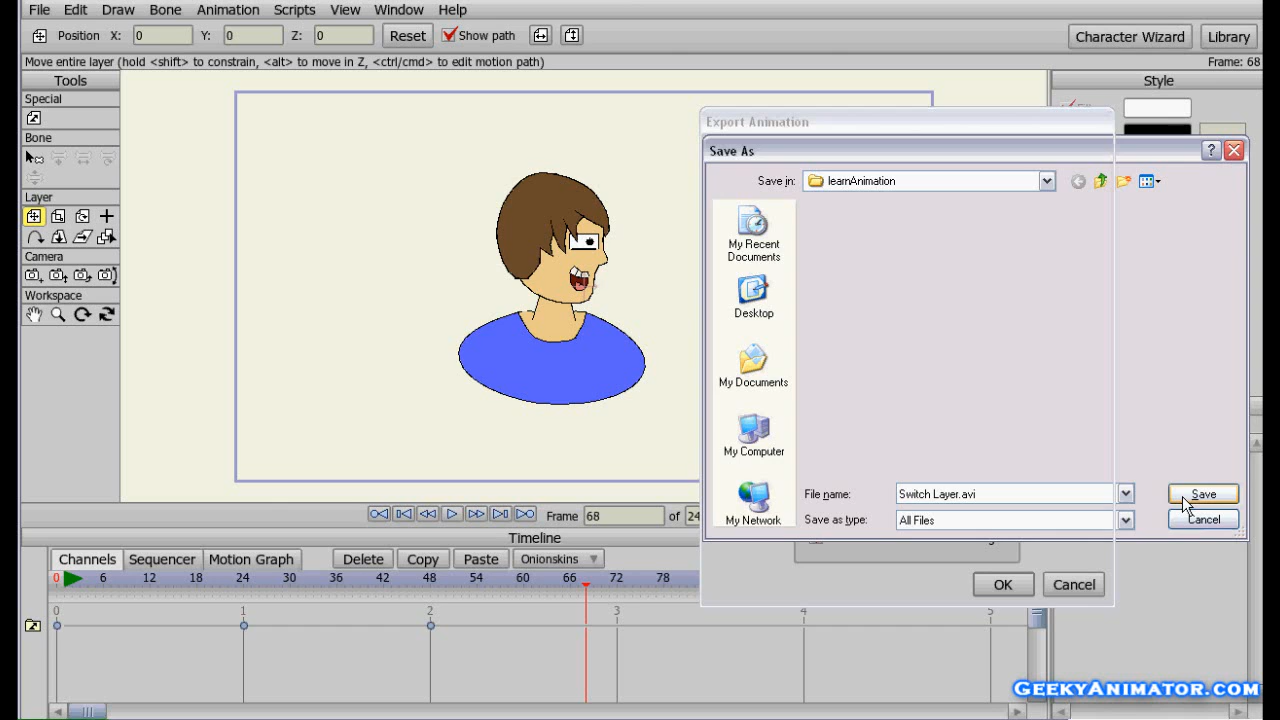 File Edit Draw Bone Animation Scripts View Window Help
Position X: 0 Y: 0 Z: 0 Reset Show path Character Wizard Library
Move entire layer (hold <shift> to constrain, <alt> to move in Z, <ctrl/cmd> to edit motion path) Frame: 68
Tools
Style
Special
Bone
Layer
Camera
Workspace
Export Animation
Save As
Save in: learnAnimation
My Recent
Documents
Desktop
My Documents
My Computer
My Network
File name: Switch Layer.avi Save
Save as type: All Files Cancel
OK Cancel
Frame 68 of 24
Timeline
Channels Sequencer Motion Graph Delete Copy Paste Onionskins
0 6 12 18 24 30 36 42 48 54 60 66 72 78
0 1 2 3 4 5
GeekyAnimator.com